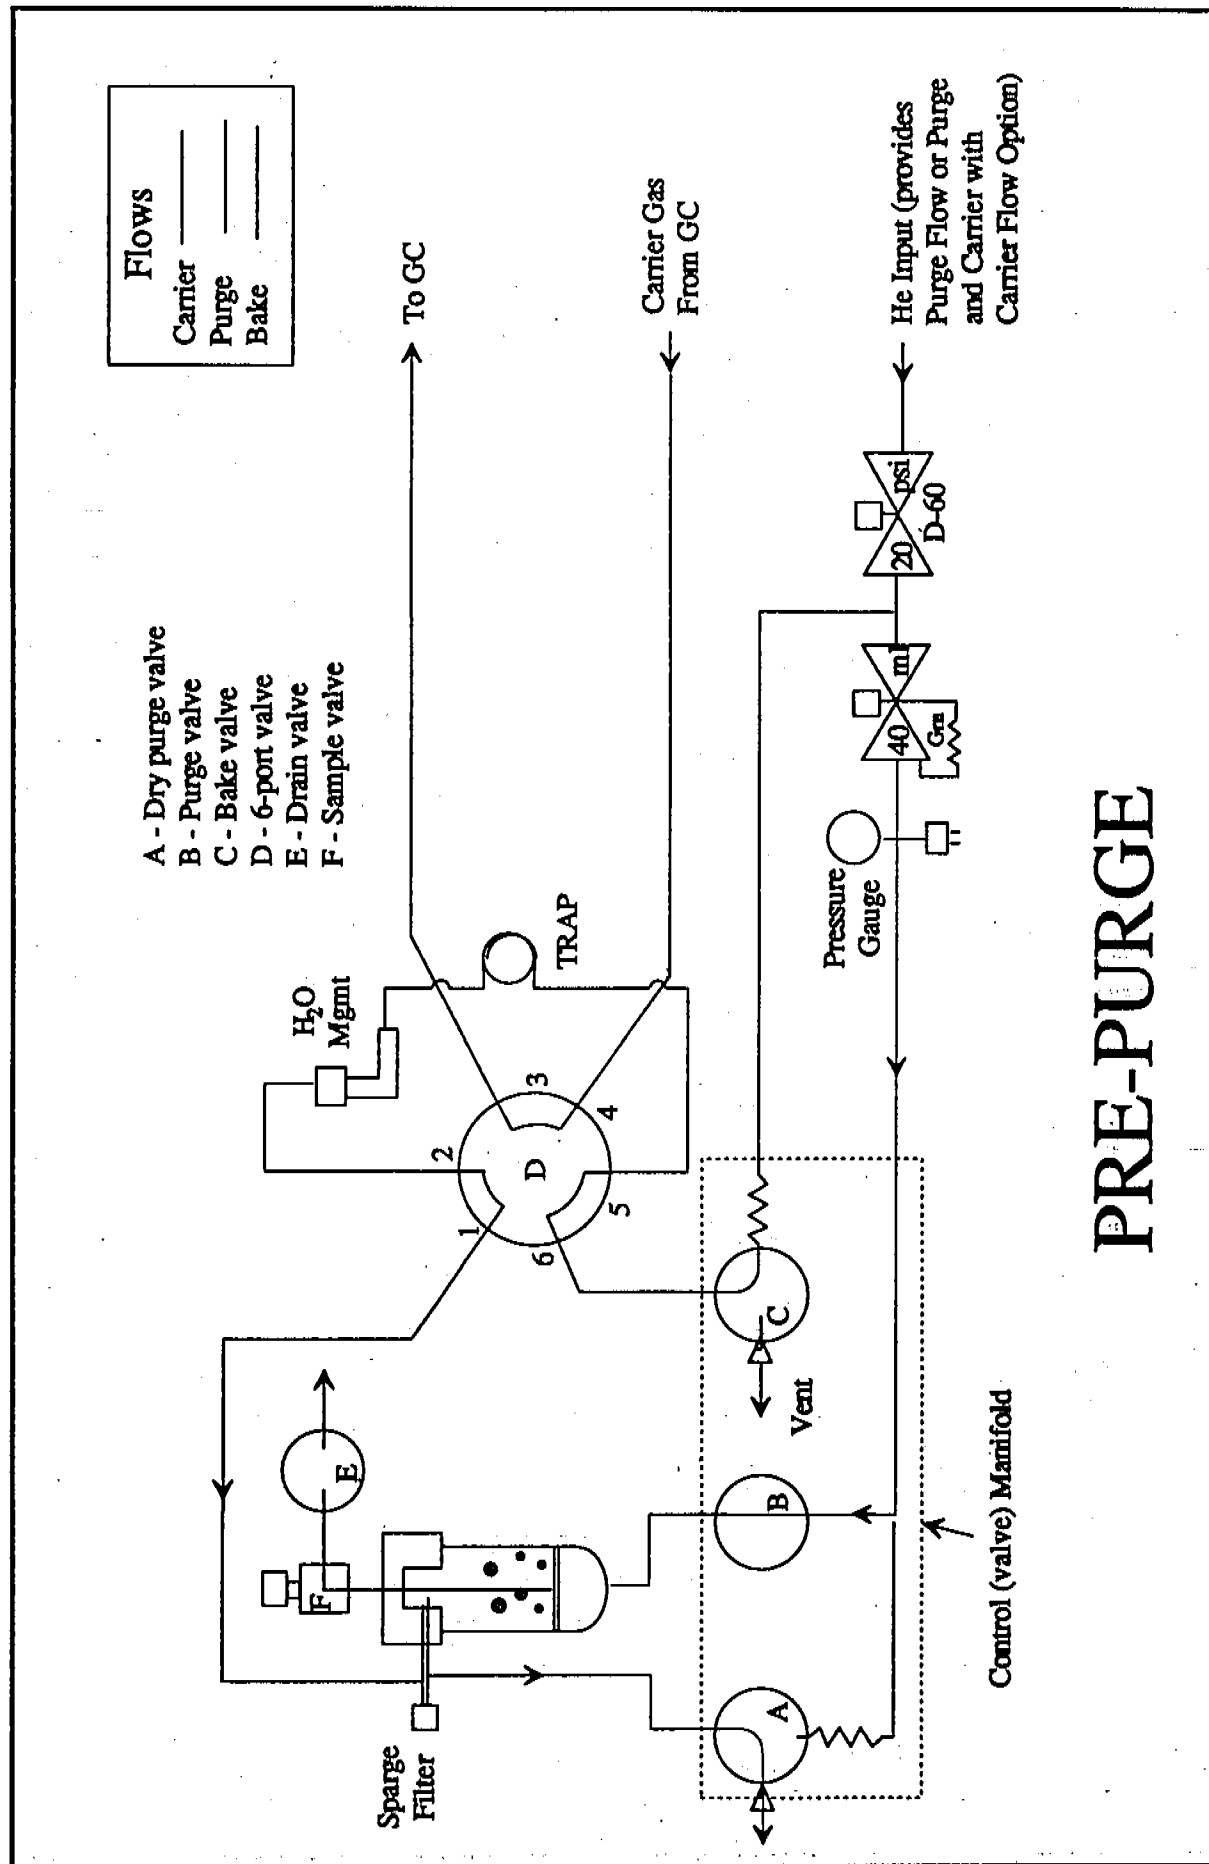 Flows
Carrier
Purge
Bake
A - Dry purge valve
B - Purge valve
C - Bake valve
D - 6-port valve
E - Drain valve
F - Sample valve
To GC
Carrier Gas
From GC
He Input (provides
Purge Flow or Purge
and Carrier with
Carrier Flow Option)
H₂O
Mgmt
TRAP
1
2
3
4
5
6
D
E
F
Sparge
Filter
A
B
C
Vent
Pressure
Gauge
40 ml
20 psi
D-60
Control (valve) Manifold
PRE-PURGE